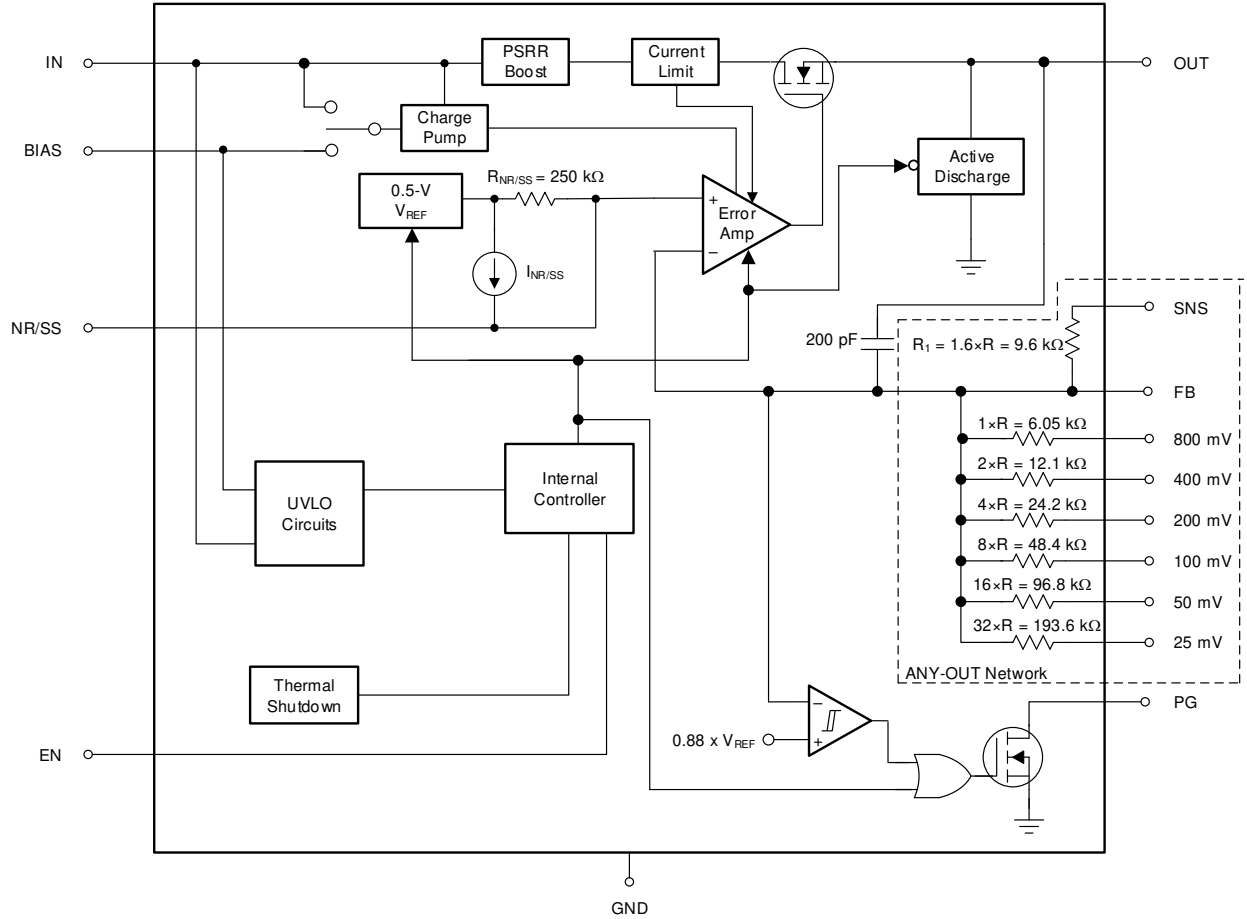 IN
PSRR
Boost
Current
Limit
OUT
Charge
Pump
BIAS
Active
Discharge
0.5-V
VREF
RNR/SS = 250 kΩ
+
Error
Amp
−
INR/SS
NR/SS
SNS
200 pF
R1 = 1.6×R = 9.6 kΩ
FB
1×R = 6.05 kΩ
800 mV
2×R = 12.1 kΩ
400 mV
4×R = 24.2 kΩ
200 mV
8×R = 48.4 kΩ
100 mV
16×R = 96.8 kΩ
50 mV
32×R = 193.6 kΩ
25 mV
ANY-OUT Network
UVLO
Circuits
Internal
Controller
Thermal
Shutdown
PG
−
0.88 x VREF
+
EN
GND